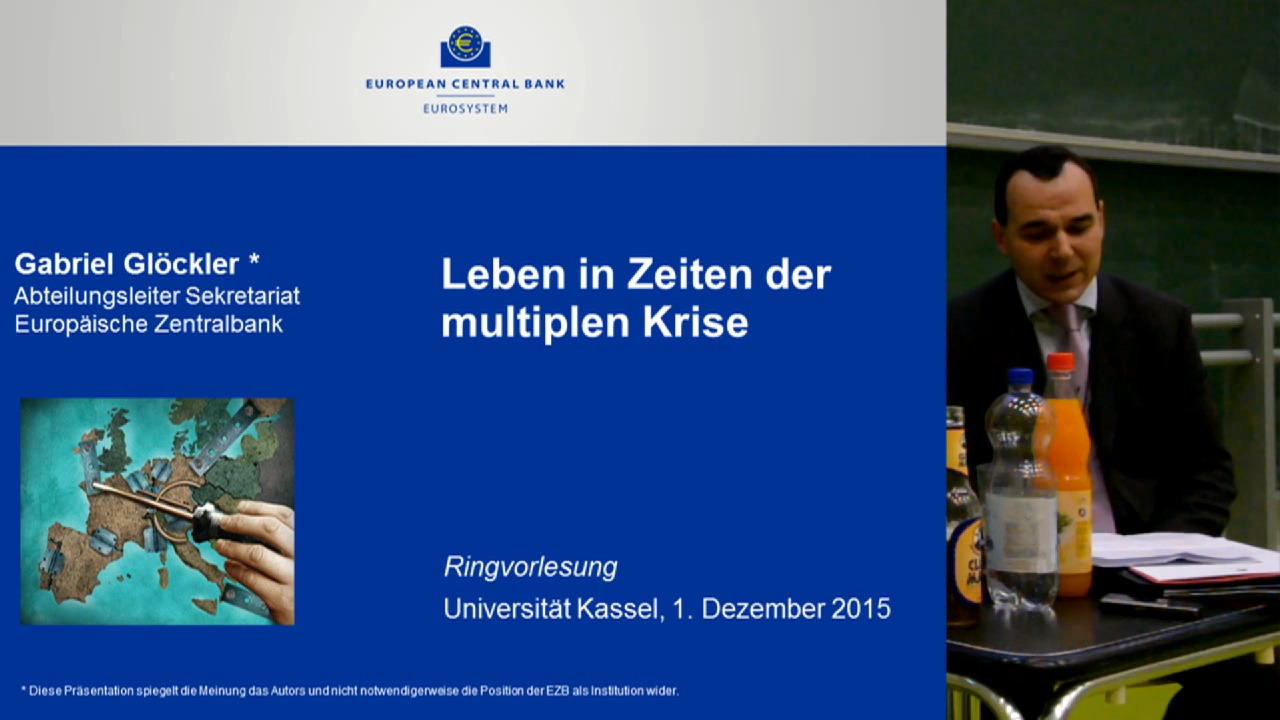 EUROPEAN CENTRAL BANK
EUROSYSTEM
Gabriel Glöckler *
Abteilungsleiter Sekretariat
Europäische Zentralbank
Leben in Zeiten der
multiplen Krise
Ringvorlesung
Universität Kassel, 1. Dezember 2015
* Diese Präsentation spiegelt die Meinung das Autors und nicht notwendigerweise die Position der EZB als Institution wider.